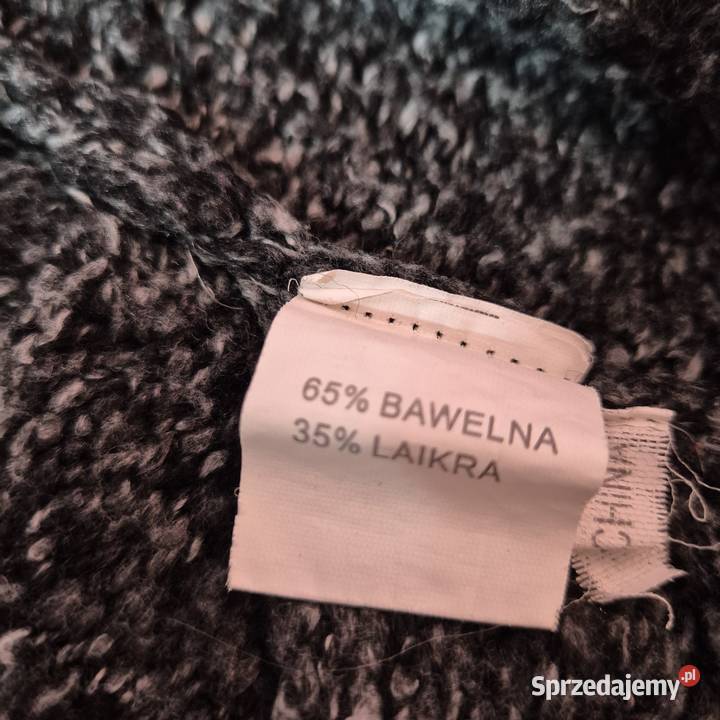 65% BAWELNA
35% LAIKRA
CHINA
Sprzedajemy.pl